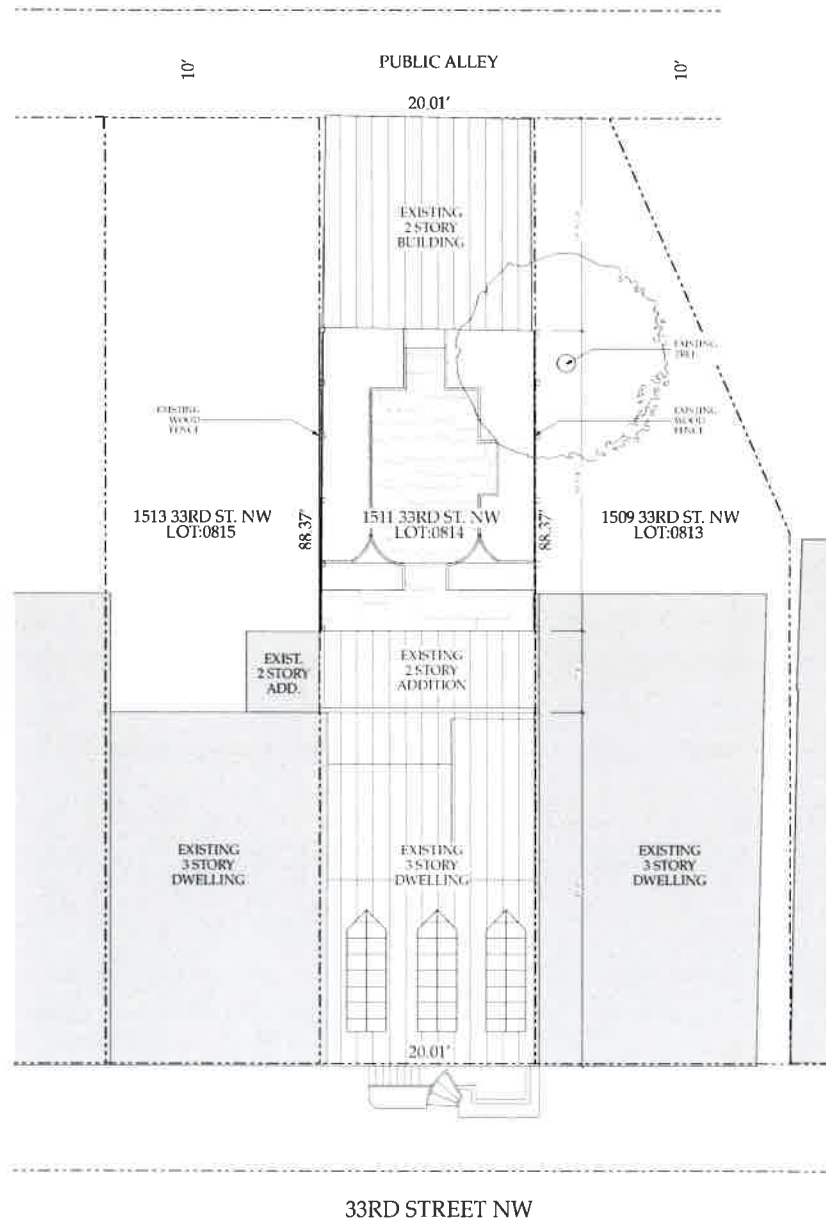 PUBLIC ALLEY
10'
10'
20.01'
EXISTING
2 STORY
BUILDING
EXISTING
TREE
EXISTING
WOOD
FENCE
EXISTING
WOOD
FENCE
1513 33RD ST. NW
LOT:0815
88.37'
1511 33RD ST. NW
LOT:0814
88.37'
1509 33RD ST. NW
LOT:0813
EXIST.
2 STORY
ADD.
EXISTING
2 STORY
ADDITION
EXISTING
3 STORY
DWELLING
EXISTING
3 STORY
DWELLING
EXISTING
3 STORY
DWELLING
20.01'
33RD STREET NW